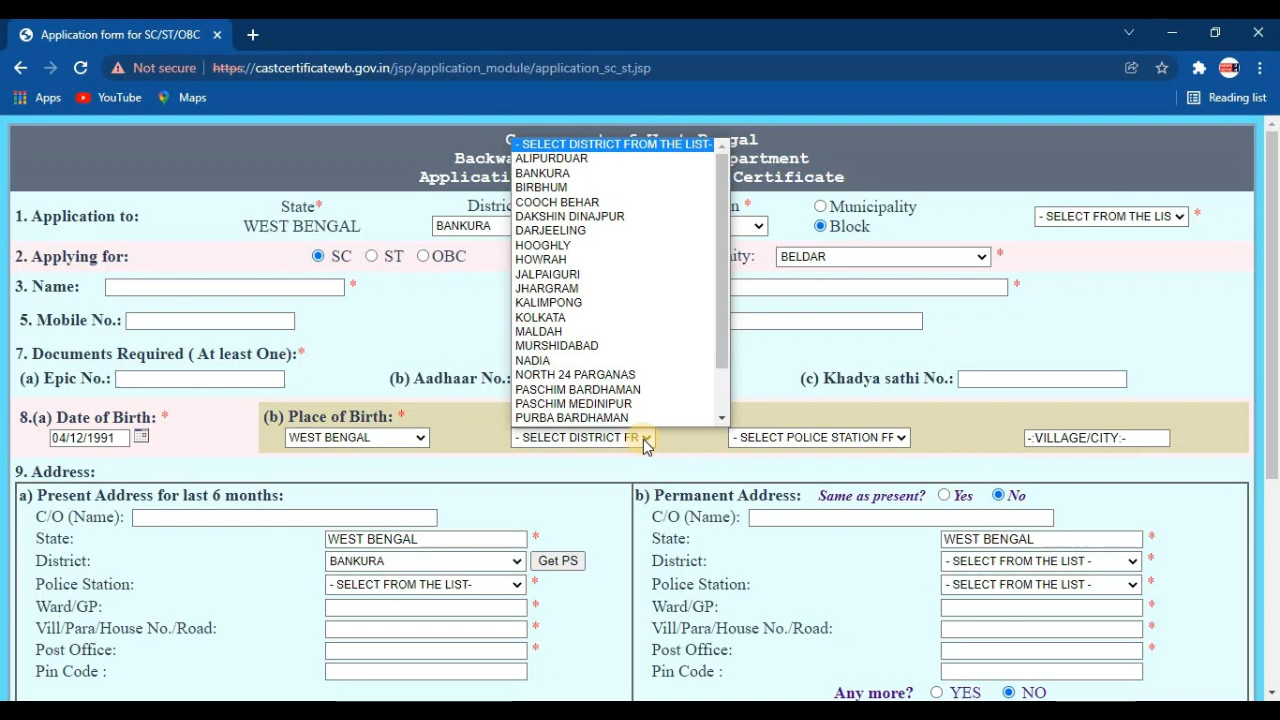 Application form for SC/ST/OBC
Not secure
https://castcertificatewb.gov.in/jsp/application_module/application_sc_st.jsp
Apps
YouTube
Maps
Reading list
gal
Backwa
partment
Applicati
Certificate
- SELECT DISTRICT FROM THE LIST-
ALIPURDUAR
BANKURA
BIRBHUM
COOCH BEHAR
DAKSHIN DINAJPUR
DARJEELING
HOOGHLY
HOWRAH
JALPAIGURI
JHARGRAM
KALIMPONG
KOLKATA
MALDAH
MURSHIDABAD
NADIA
NORTH 24 PARGANAS
PASCHIM BARDHAMAN
PASCHIM MEDINIPUR
PURBA BARDHAMAN
1. Application to:
State*
WEST BENGAL
Distric
BANKURA
n *
Municipality
Block
- SELECT FROM THE LIS
*
2. Applying for:
SC
ST
OBC
ity:
BELDAR
*
3. Name:
*
*
5. Mobile No.:
7. Documents Required ( At least One):*
(a) Epic No.:
(b) Aadhaar No.:
(c) Khadya sathi No.:
8.(a) Date of Birth: *
04/12/1991
(b) Place of Birth: *
WEST BENGAL
- SELECT DISTRICT FR
- SELECT POLICE STATION FF
-:VILLAGE/CITY:-
9. Address:
a) Present Address for last 6 months:
C/O (Name):
State:
WEST BENGAL
*
District:
BANKURA
Get PS
Police Station:
- SELECT FROM THE LIST-
*
Ward/GP:
*
Vill/Para/House No./Road:
*
Post Office:
*
Pin Code :
b) Permanent Address:
Same as present?
Yes
No
C/O (Name):
State:
WEST BENGAL
*
District:
- SELECT FROM THE LIST -
*
Police Station:
- SELECT FROM THE LIST -
*
Ward/GP:
*
Vill/Para/House No./Road:
*
Post Office:
*
Pin Code:
Any more?
YES
NO